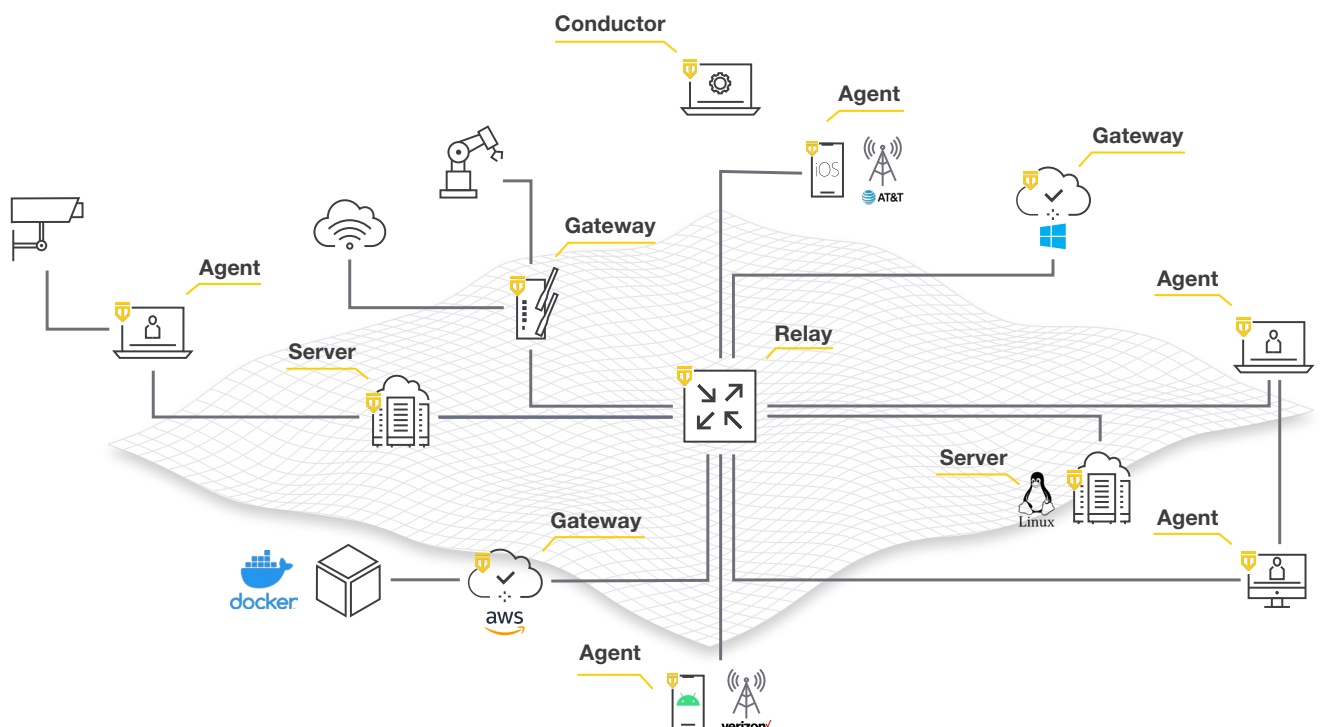 Conductor
Agent
iOS
AT&T
Gateway
Gateway
Agent
Agent
Server
Relay
Server
Linux
Gateway
docker
aws
Agent
Agent
verizon